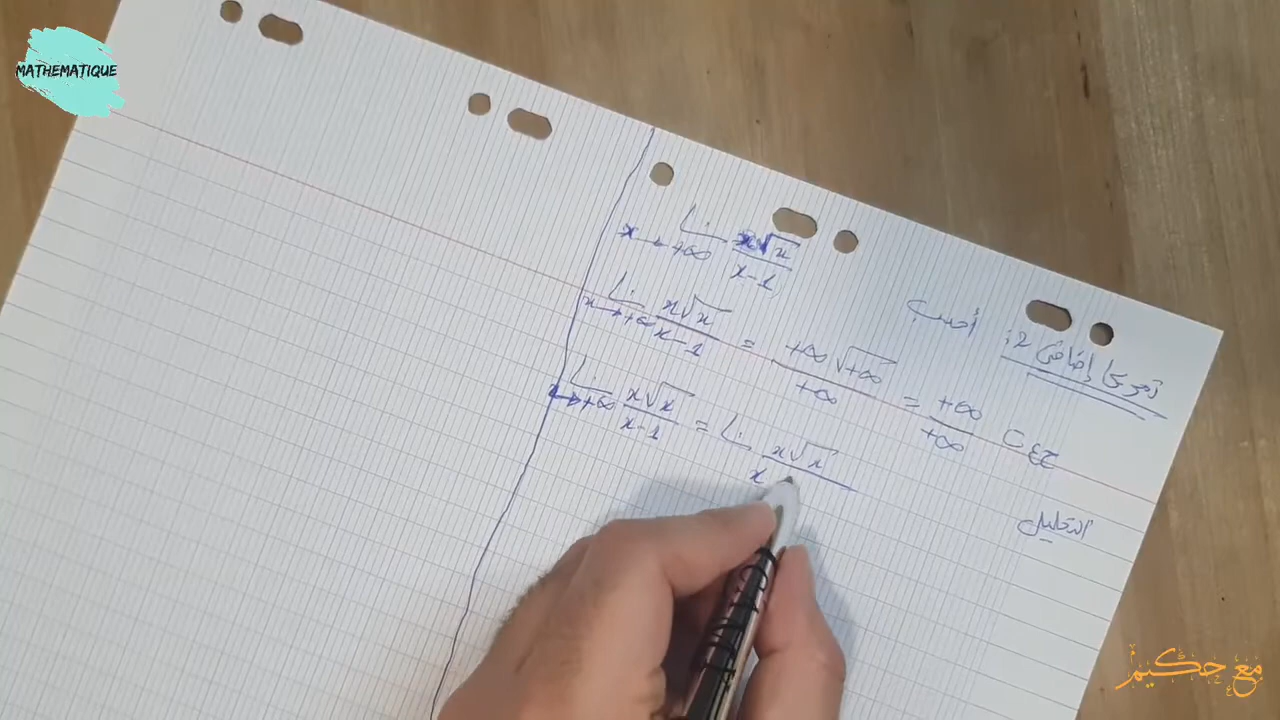 MATHEMATIQUE
تمرين إضافي 2: أحسب
lim x→+∞ x√x / x-1
lim x→+∞ x√x / x-1 = +∞√+∞ / +∞ = +∞ / +∞ ح ع ت
التحليل
lim x→+∞ x√x / x-1 = lim x√x / x
مع حكيم